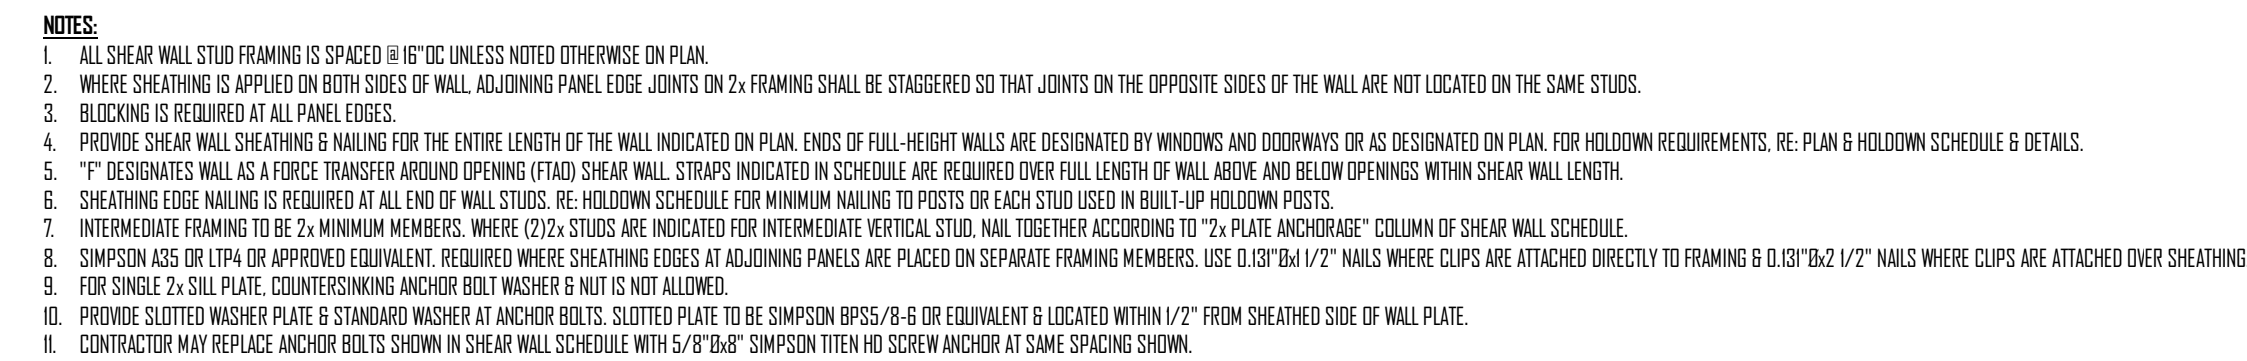 NOTES:
1. ALL SHEAR WALL STUD FRAMING IS SPACED @ 16"OC UNLESS NOTED OTHERWISE ON PLAN.
2. WHERE SHEATHING IS APPLIED ON BOTH SIDES OF WALL, ADJOINING PANEL EDGE JOINTS ON 2x FRAMING SHALL BE STAGGERED SO THAT JOINTS ON THE OPPOSITE SIDES OF THE WALL ARE NOT LOCATED ON THE SAME STUDS.
3. BLOCKING IS REQUIRED AT ALL PANEL EDGES.
4. PROVIDE SHEAR WALL SHEATHING & NAILING FOR THE ENTIRE LENGTH OF THE WALL INDICATED ON PLAN. ENDS OF FULL-HEIGHT WALLS ARE DESIGNATED BY WINDOWS AND DOORWAYS OR AS DESIGNATED ON PLAN. FOR HOLDOWN REQUIREMENTS, RE: PLAN & HOLDOWN SCHEDULE & DETAILS.
5. "F" DESIGNATES WALL AS A FORCE TRANSFER AROUND OPENING (FTAO) SHEAR WALL. STRAPS INDICATED IN SCHEDULE ARE REQUIRED OVER FULL LENGTH OF WALL ABOVE AND BELOW OPENINGS WITHIN SHEAR WALL LENGTH.
6. SHEATHING EDGE NAILING IS REQUIRED AT ALL END OF WALL STUDS. RE: HOLDOWN SCHEDULE FOR MINIMUM NAILING TO POSTS OR EACH STUD USED IN BUILT-UP HOLDOWN POSTS.
7. INTERMEDIATE FRAMING TO BE 2x MINIMUM MEMBERS. WHERE (2)2x STUDS ARE INDICATED FOR INTERMEDIATE VERTICAL STUD, NAIL TOGETHER ACCORDING TO "2x PLATE ANCHORAGE" COLUMN OF SHEAR WALL SCHEDULE.
8. SIMPSON A35 OR LTP4 OR APPROVED EQUIVALENT. REQUIRED WHERE SHEATHING EDGES AT ADJOINING PANELS ARE PLACED ON SEPARATE FRAMING MEMBERS. USE 0.131"Øx1 1/2" NAILS WHERE CLIPS ARE ATTACHED DIRECTLY TO FRAMING & 0.131"Øx2 1/2" NAILS WHERE CLIPS ARE ATTACHED OVER SHEATHING
9. FOR SINGLE 2x SILL PLATE, COUNTERSINKING ANCHOR BOLT WASHER & NUT IS NOT ALLOWED.
10. PROVIDE SLOTTED WASHER PLATE & STANDARD WASHER AT ANCHOR BOLTS. SLOTTED PLATE TO BE SIMPSON BPS5/8-6 OR EQUIVALENT & LOCATED WITHIN 1/2" FROM SHEATHED SIDE OF WALL PLATE.
11. CONTRACTOR MAY REPLACE ANCHOR BOLTS SHOWN IN SHEAR WALL SCHEDULE WITH 5/8"Øx8" SIMPSON TITEN HD SCREW ANCHOR AT SAME SPACING SHOWN.